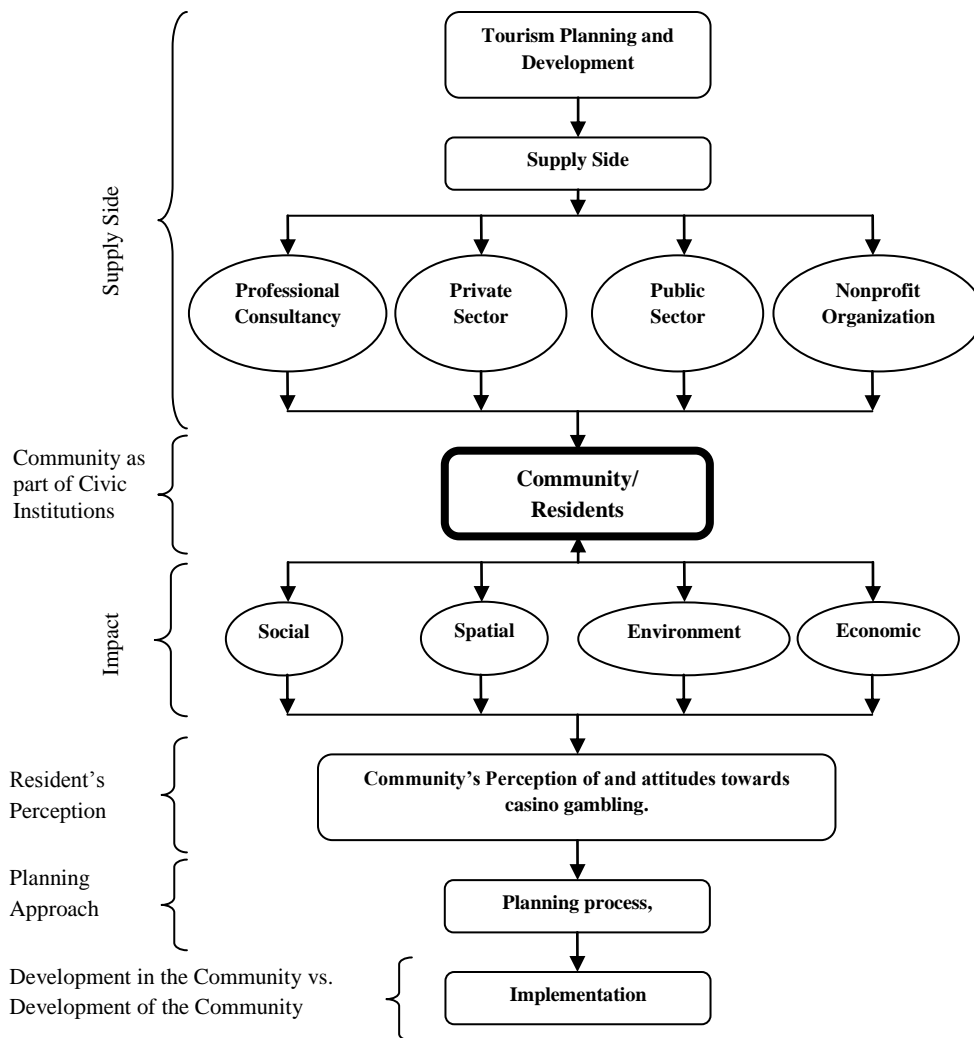 Tourism Planning and
Development
Supply Side
Supply Side
Professional
Consultancy
Private
Sector
Public
Sector
Nonprofit
Organization
Community as
part of Civic
Institutions
Community/
Residents
Impact
Social
Spatial
Environment
Economic
Resident’s
Perception
Community’s Perception of and attitudes towards
casino gambling.
Planning
Approach
Planning process,
Development in the Community vs.
Development of the Community
Implementation